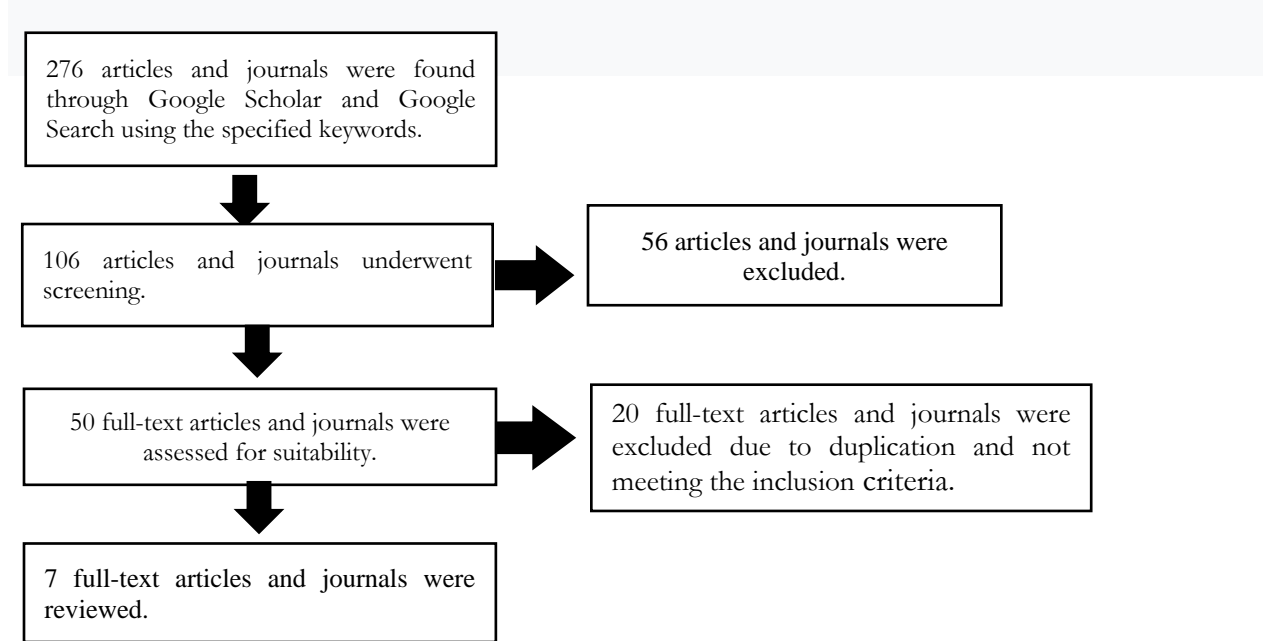 276 articles and journals were found
through Google Scholar and Google
Search using the specified keywords.
106 articles and journals underwent
screening.
56 articles and journals were
excluded.
50 full-text articles and journals were
assessed for suitability.
20 full-text articles and journals were
excluded due to duplication and not
meeting the inclusion criteria.
7 full-text articles and journals were
reviewed.